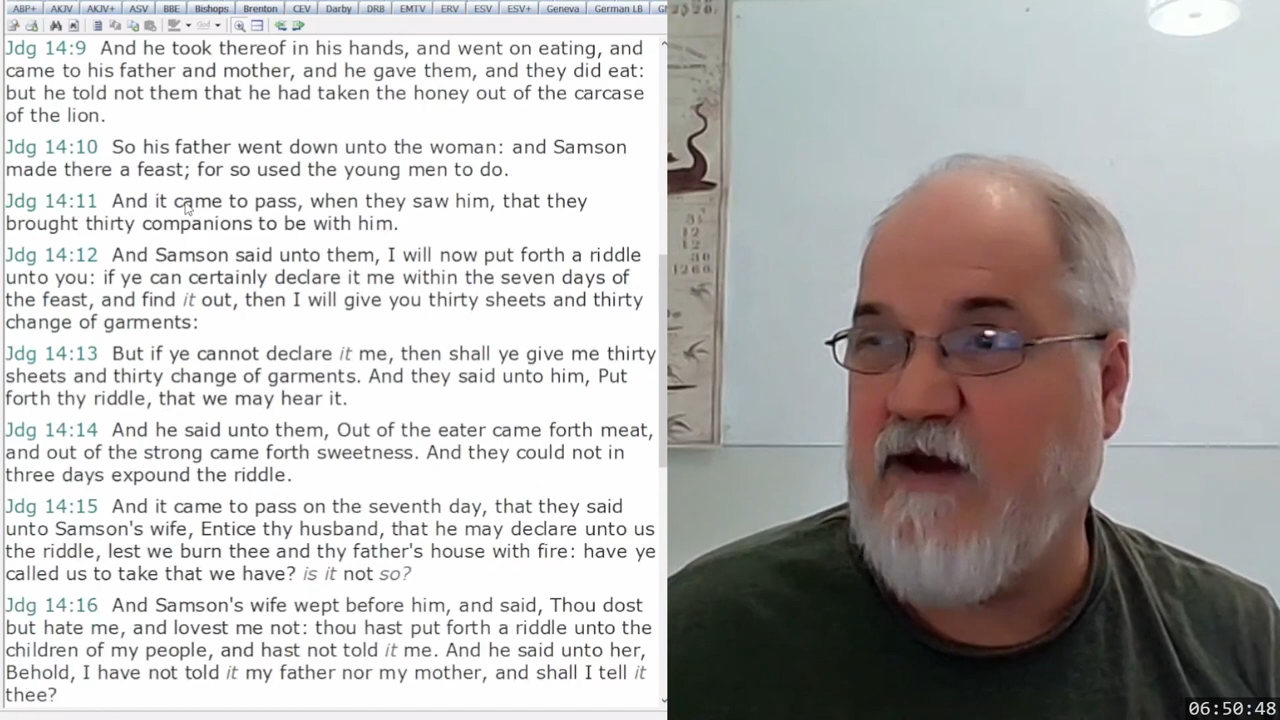 ABP+ AKJV AKJV+ ASV BBE Bishops Brenton CEV Darby DRB EMTV ERV ESV ESV+ Geneva German LB
Jdg 14:9 And he took thereof in his hands, and went on eating, and
came to his father and mother, and he gave them, and they did eat:
but he told not them that he had taken the honey out of the carcase
of the lion.
Jdg 14:10 So his father went down unto the woman: and Samson
made there a feast; for so used the young men to do.
Jdg 14:11 And it came to pass, when they saw him, that they
brought thirty companions to be with him.
Jdg 14:12 And Samson said unto them, I will now put forth a riddle
unto you: if ye can certainly declare it me within the seven days of
the feast, and find it out, then I will give you thirty sheets and thirty
change of garments:
Jdg 14:13 But if ye cannot declare it me, then shall ye give me thirty
sheets and thirty change of garments. And they said unto him, Put
forth thy riddle, that we may hear it.
Jdg 14:14 And he said unto them, Out of the eater came forth meat,
and out of the strong came forth sweetness. And they could not in
three days expound the riddle.
Jdg 14:15 And it came to pass on the seventh day, that they said
unto Samson's wife, Entice thy husband, that he may declare unto us
the riddle, lest we burn thee and thy father's house with fire: have ye
called us to take that we have? is it not so?
Jdg 14:16 And Samson's wife wept before him, and said, Thou dost
but hate me, and lovest me not: thou hast put forth a riddle unto the
children of my people, and hast not told it me. And he said unto her,
Behold, I have not told it my father nor my mother, and shall I tell it
thee?
12
12
30
1260
06:50:48